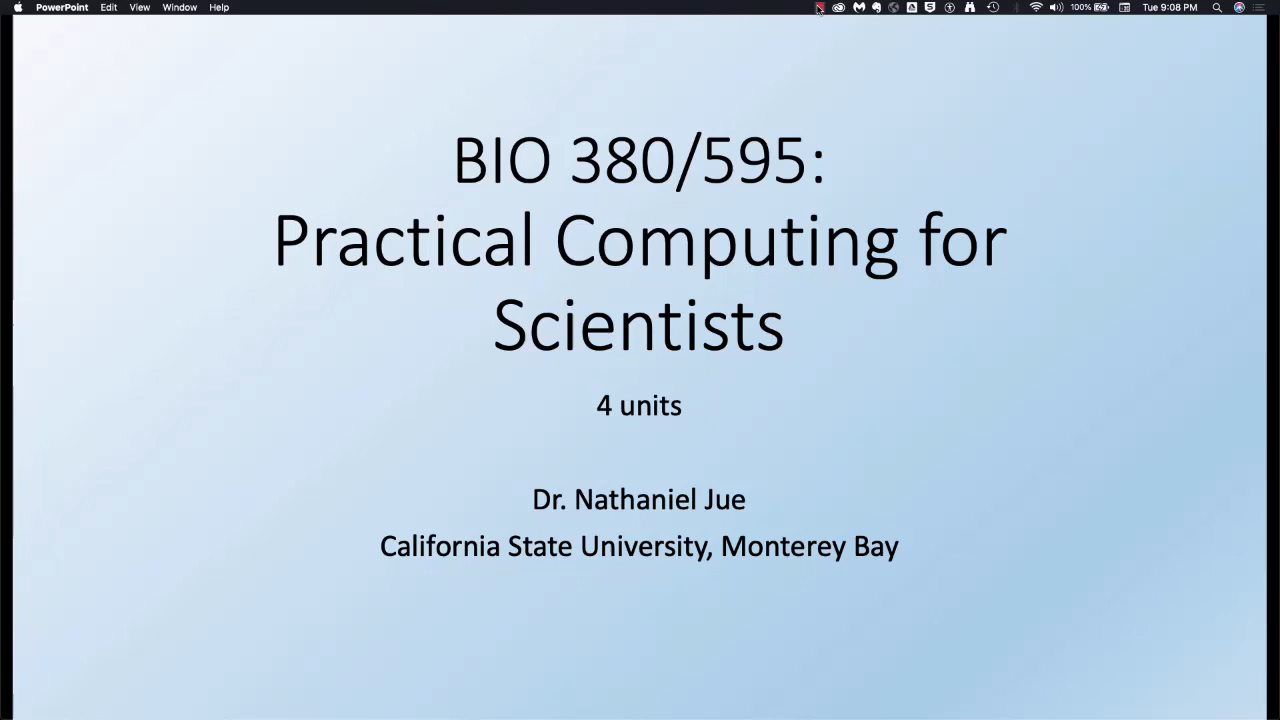 PowerPoint Edit View Window Help 100% Tue 9:08 PM
BIO 380/595:
Practical Computing for
Scientists
4 units
Dr. Nathaniel Jue
California State University, Monterey Bay